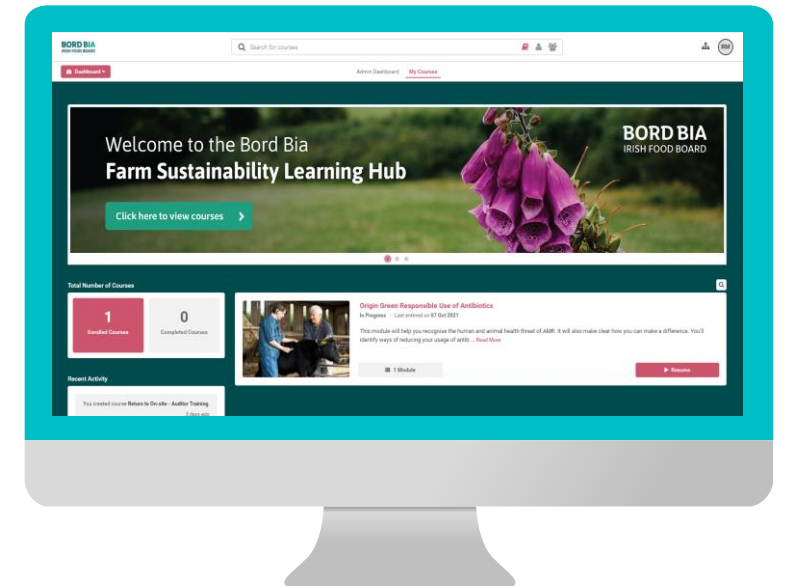 BORD BIA
IRISH FOOD BOARD
Search for courses
RM
Dashboard
Admin Dashboard My Courses
Welcome to the Bord Bia
Farm Sustainability Learning Hub
Click here to view courses
BORD BIA
IRISH FOOD BOARD
Total Number of Courses
1
Enrolled Courses
0
Completed Courses
Origin Green Responsible Use of Antibiotics
In Progress - Last entered on 07 Oct 2021
This module will help you recognise the human and animal health threat of AMR. It will also make clear how you can make a difference. You'll
identify ways of reducing your usage of antib ... Read More
1 Module
Resume
Recent Activity
You created course Return to On-site - Auditor Training
days ago